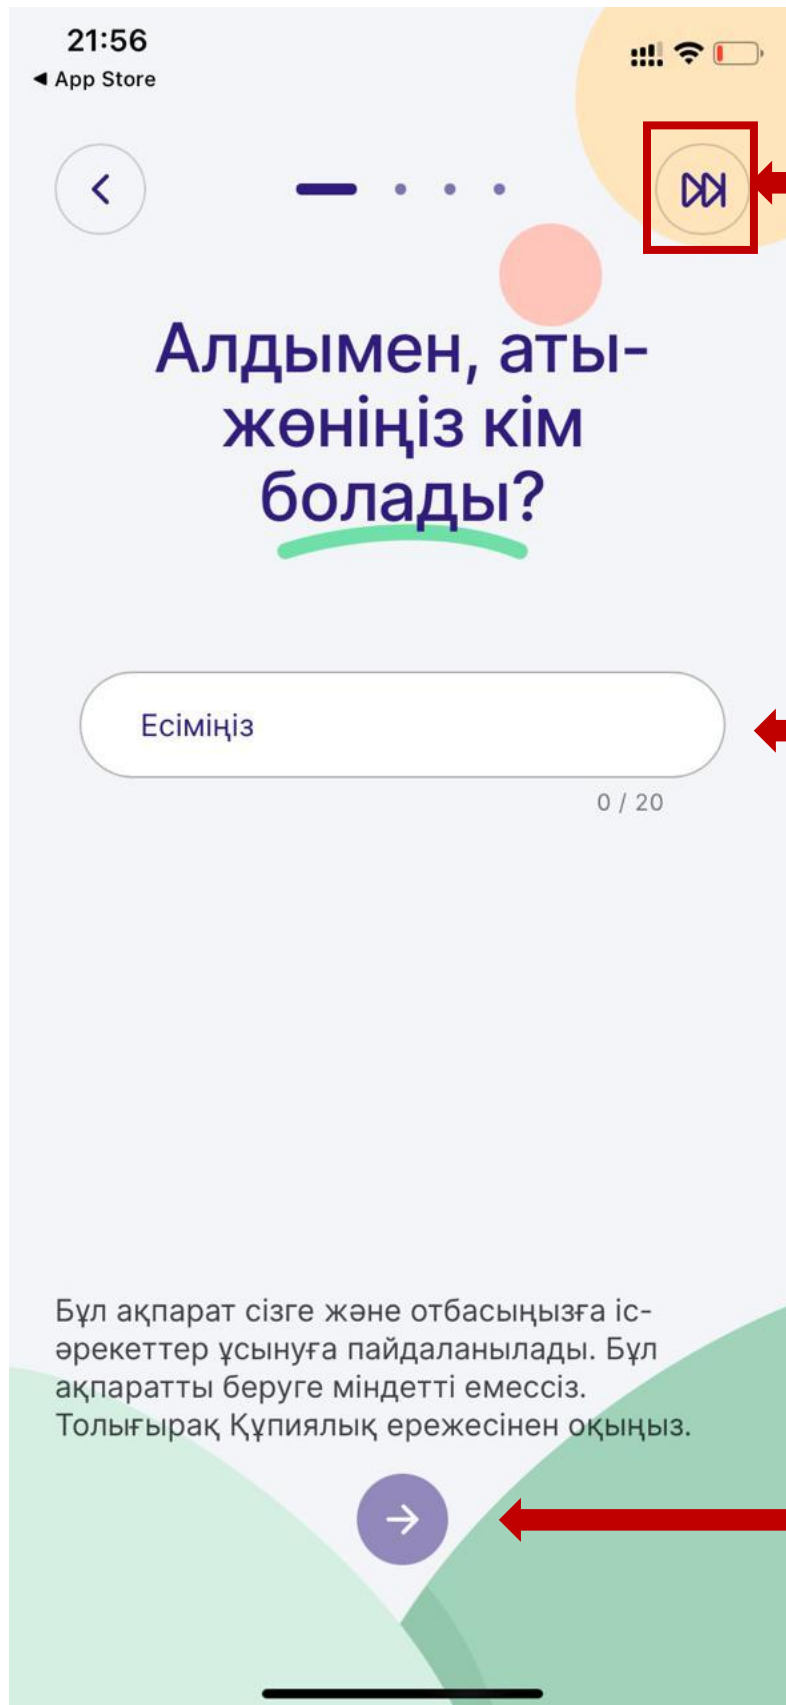 21:56
◀ App Store
Алдымен, аты-
жөніңіз кім
болады?
Есіміңіз
0 / 20
Бұл ақпарат сізге және отбасыңызға іс-
әрекеттер ұсынуға пайдаланылады. Бұл
ақпаратты беруге міндетті емессіз.
Толығырақ Құпиялық ережесінен оқыңыз.